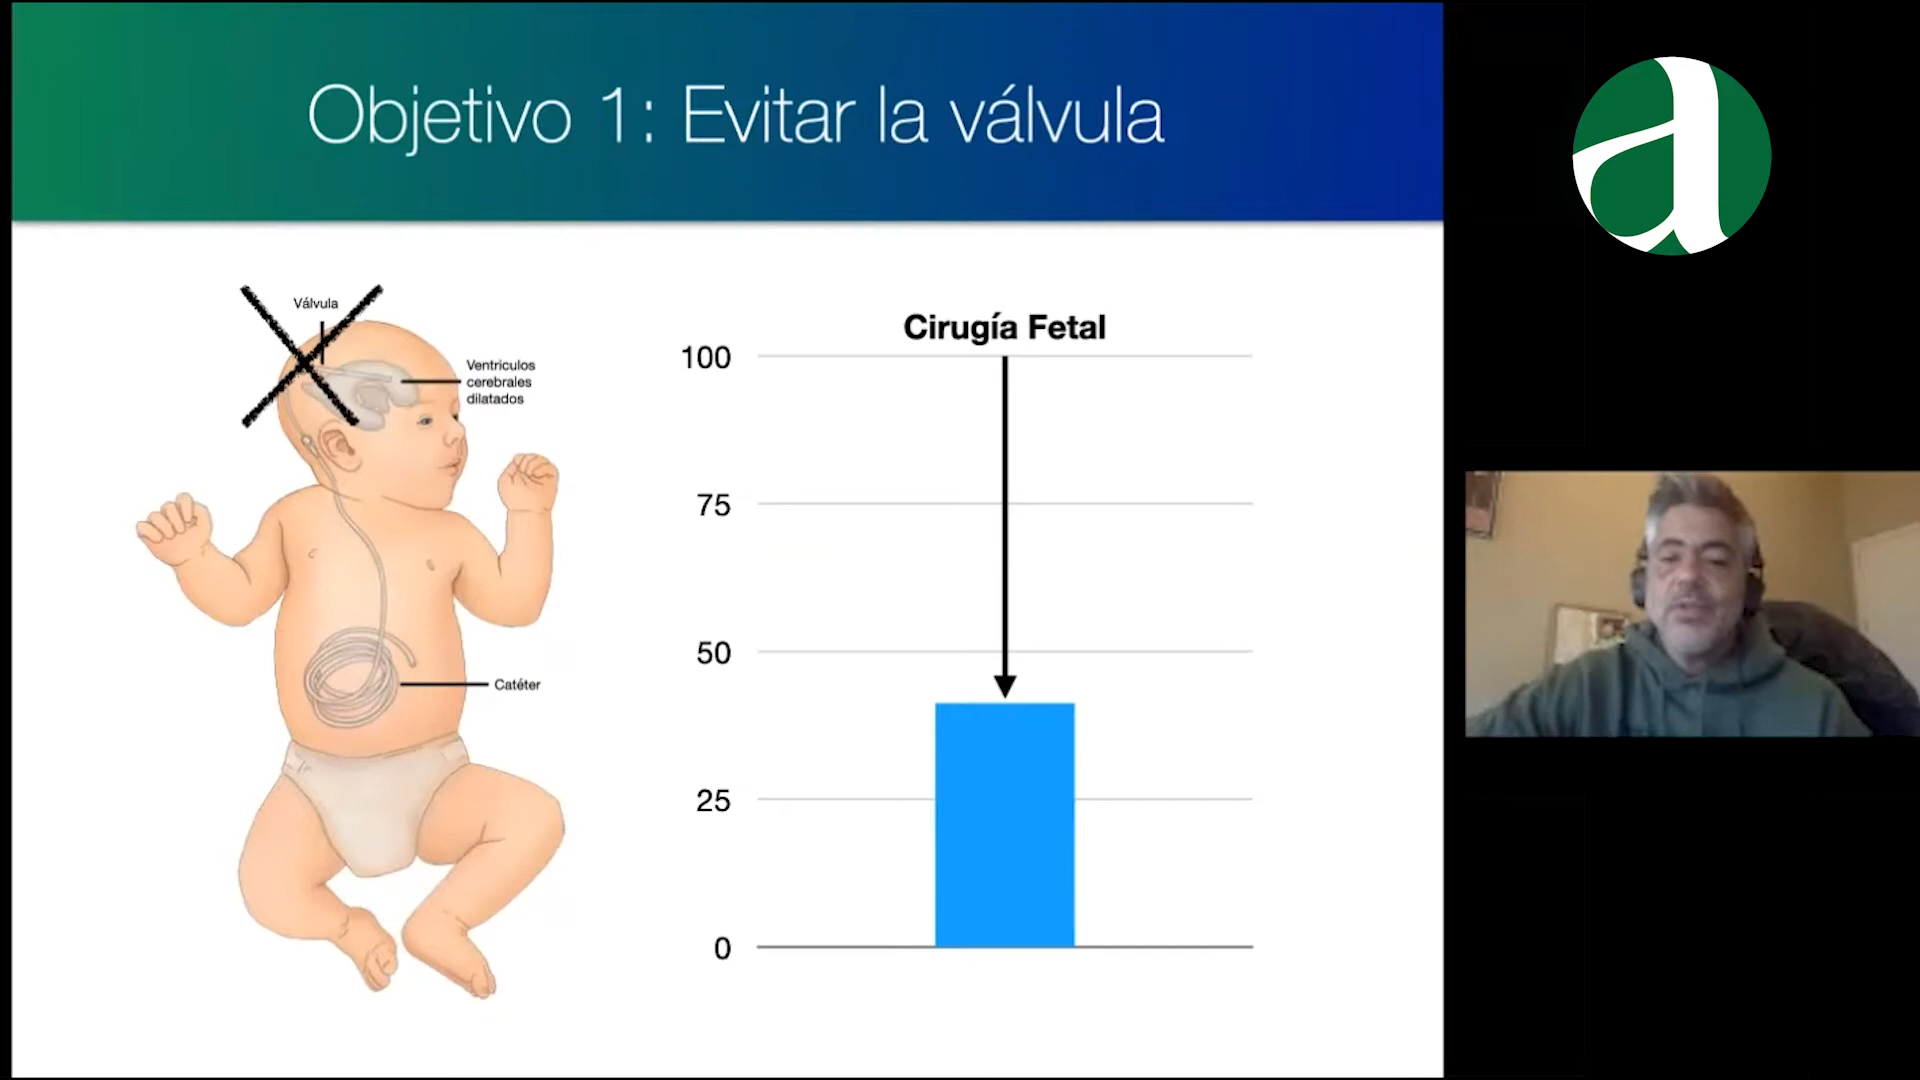 Objetivo 1: Evitar la válvula
Válvula
Ventriculos
cerebrales
dilatados
Catéter
Cirugía Fetal
100
75
50
25
0
a